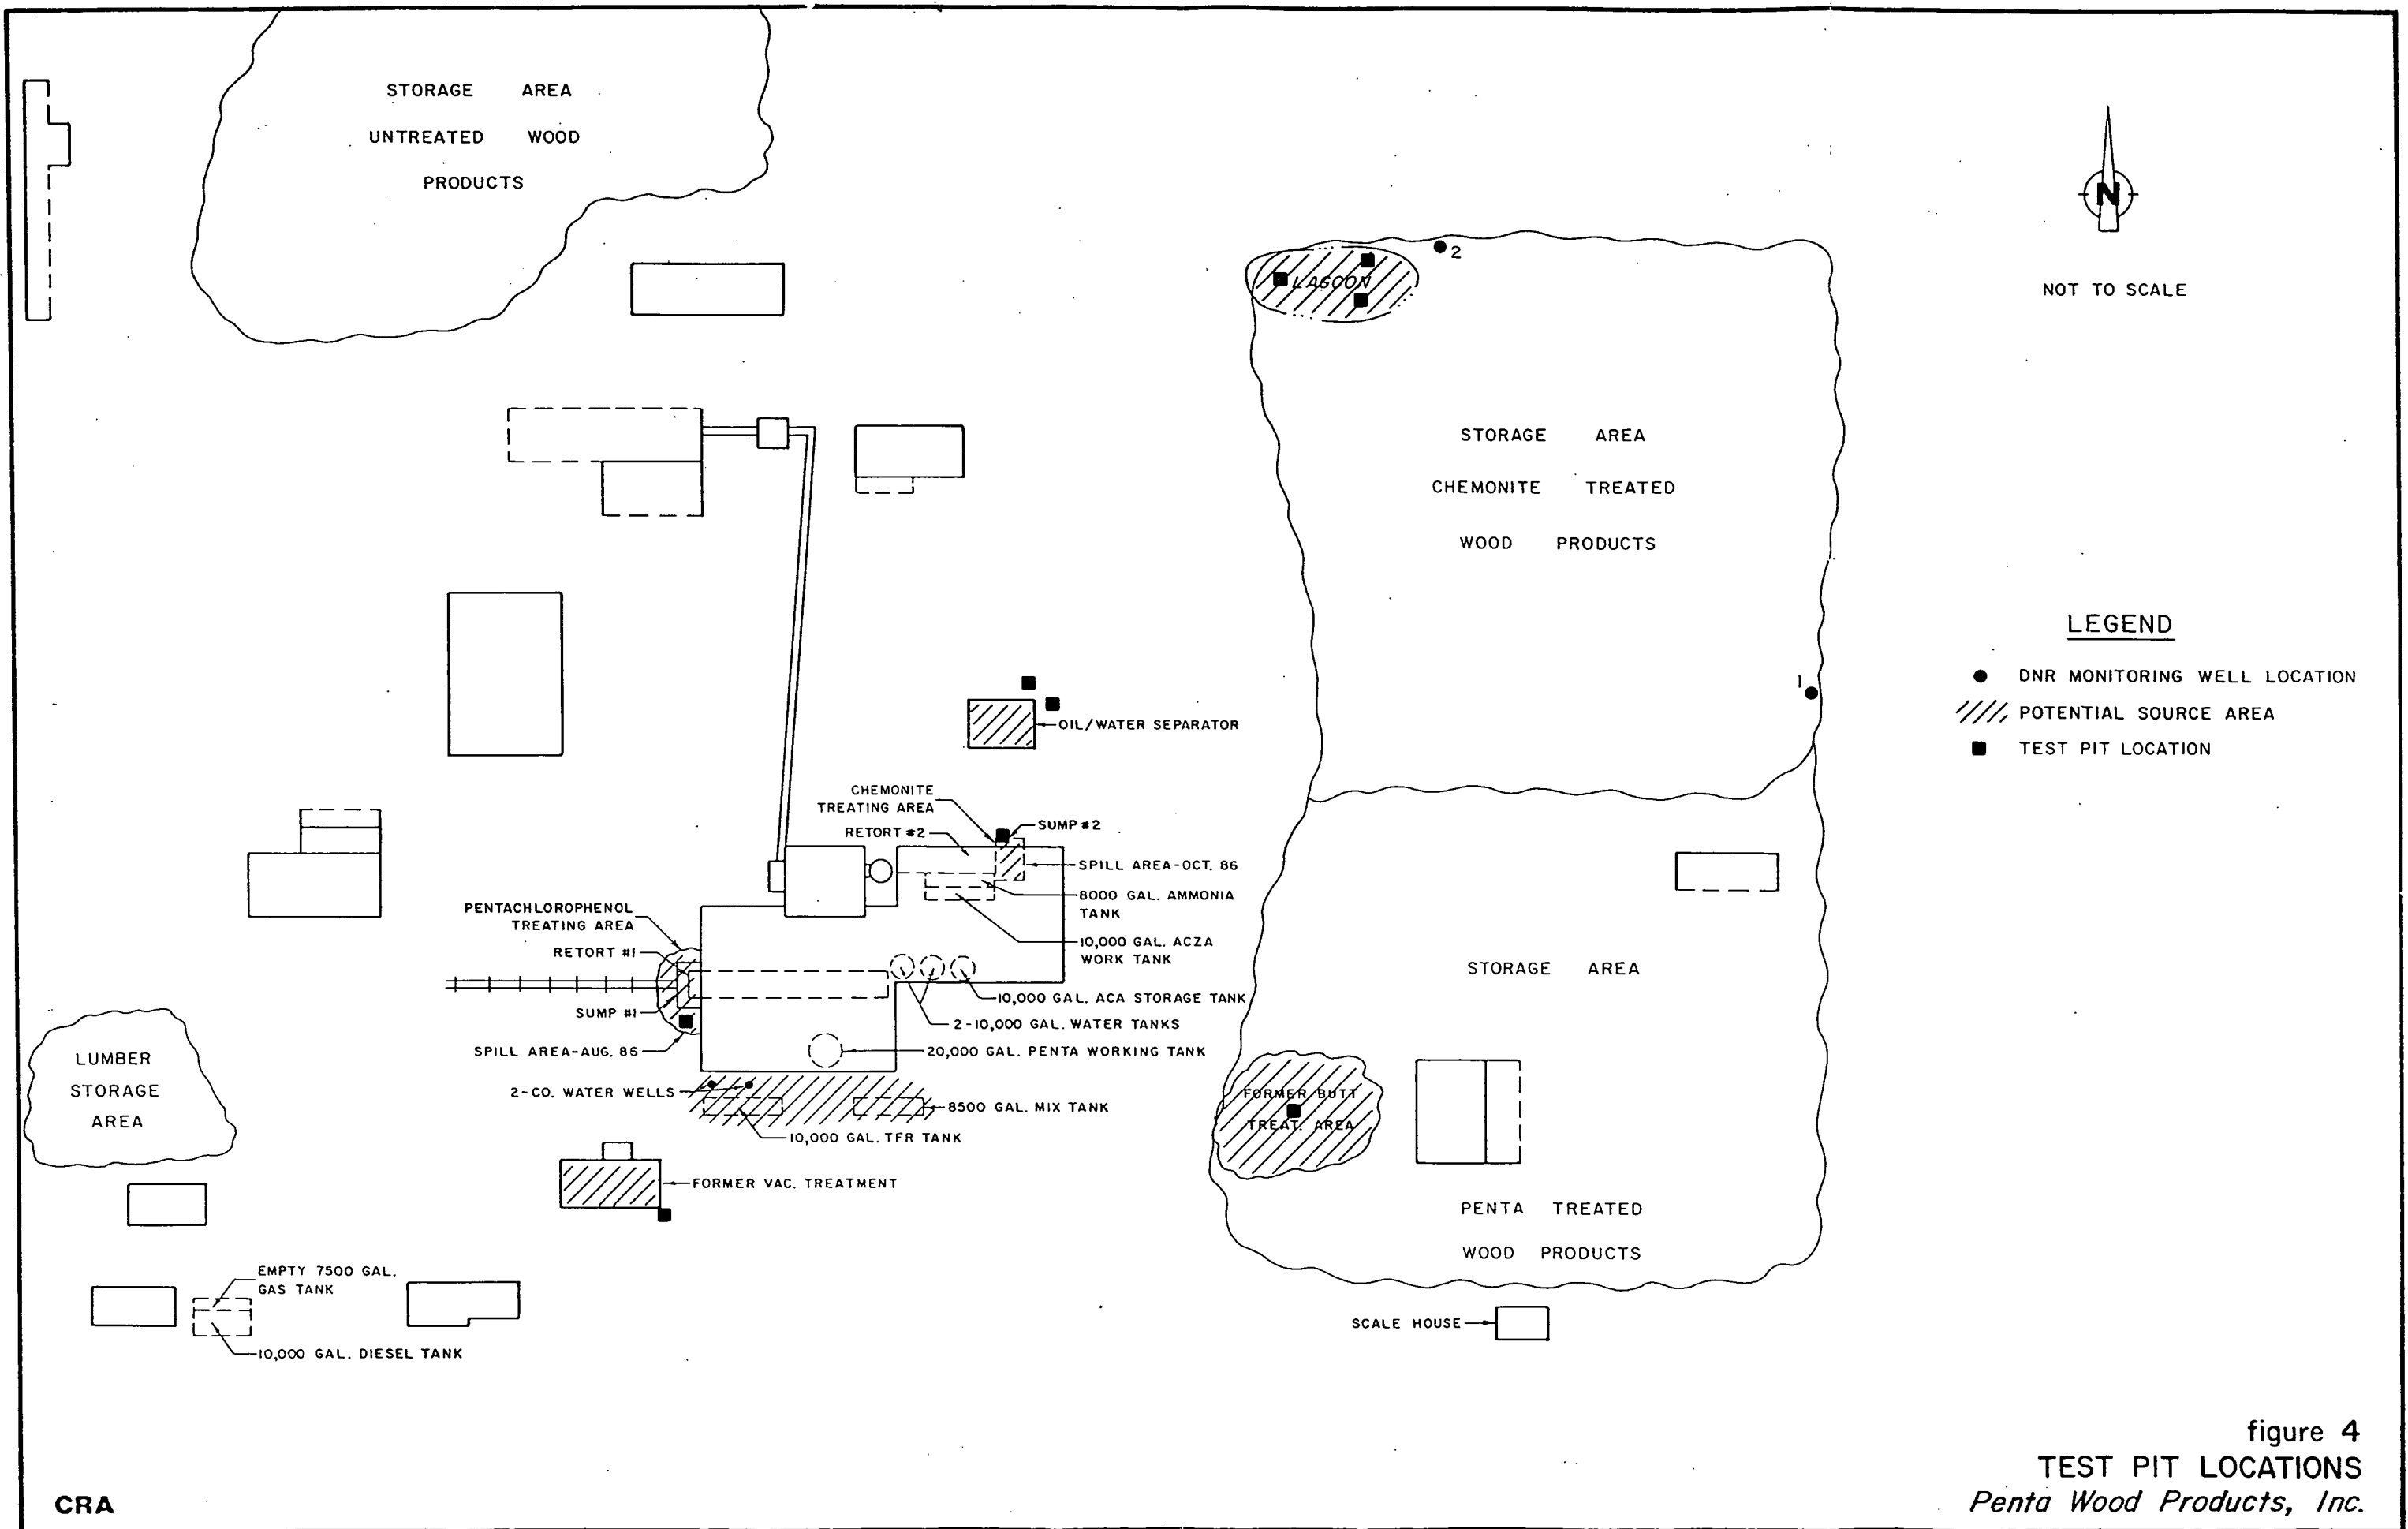 STORAGE AREA
UNTREATED WOOD
PRODUCTS
N
NOT TO SCALE
2
LAGOON
STORAGE AREA
CHEMONITE TREATED
WOOD PRODUCTS
1
LEGEND
DNR MONITORING WELL LOCATION
POTENTIAL SOURCE AREA
TEST PIT LOCATION
OIL/WATER SEPARATOR
CHEMONITE
TREATING AREA
RETORT #2
SUMP #2
SPILL AREA-OCT. 86
8000 GAL. AMMONIA
TANK
10,000 GAL. ACZA
WORK TANK
PENTACHLOROPHENOL
TREATING AREA
RETORT #1
SUMP #1
SPILL AREA-AUG. 86
10,000 GAL. ACA STORAGE TANK
2-10,000 GAL. WATER TANKS
20,000 GAL. PENTA WORKING TANK
2-CO. WATER WELLS
8500 GAL. MIX TANK
10,000 GAL. TFR TANK
FORMER VAC. TREATMENT
LUMBER
STORAGE
AREA
EMPTY 7500 GAL.
GAS TANK
10,000 GAL. DIESEL TANK
STORAGE AREA
FORMER BUTT
TREAT. AREA
PENTA TREATED
WOOD PRODUCTS
SCALE HOUSE
CRA
figure 4
TEST PIT LOCATIONS
Penta Wood Products, Inc.